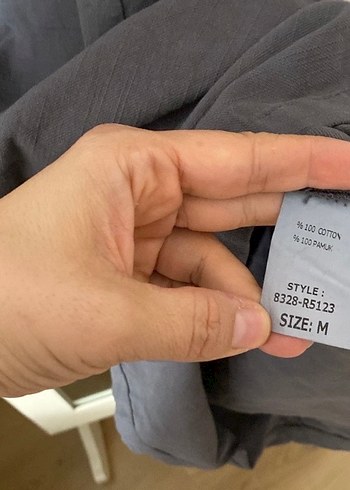 % 100 COTTON
% 100 PAMUK
STYLE :
8328-R5123
SIZE: M